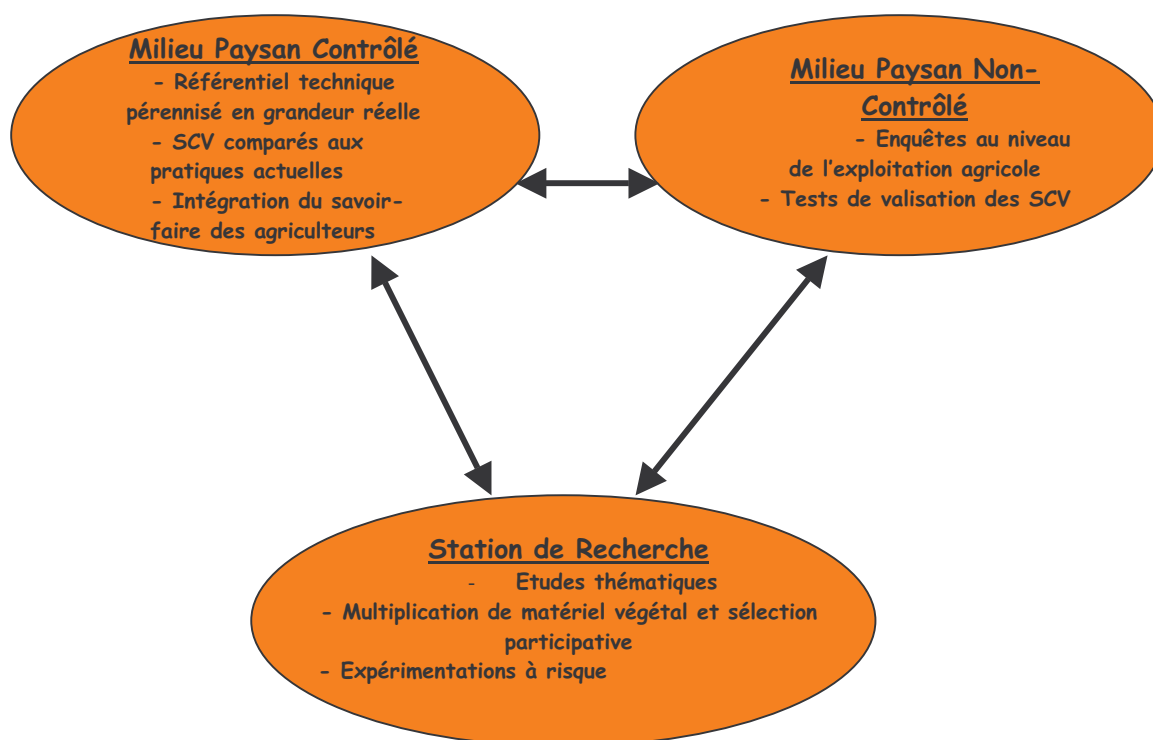 Milieu Paysan Contrôlé
- Référentiel technique
pérennisé en grandeur réelle
- SCV comparés aux
pratiques actuelles
- Intégration du savoir-
faire des agriculteurs
Milieu Paysan Non-
Contrôlé
- Enquêtes au niveau
de l'exploitation agricole
- Tests de valisation des SCV
Station de Recherche
- Etudes thématiques
- Multiplication de matériel végétal et sélection
participative
- Expérimentations à risque